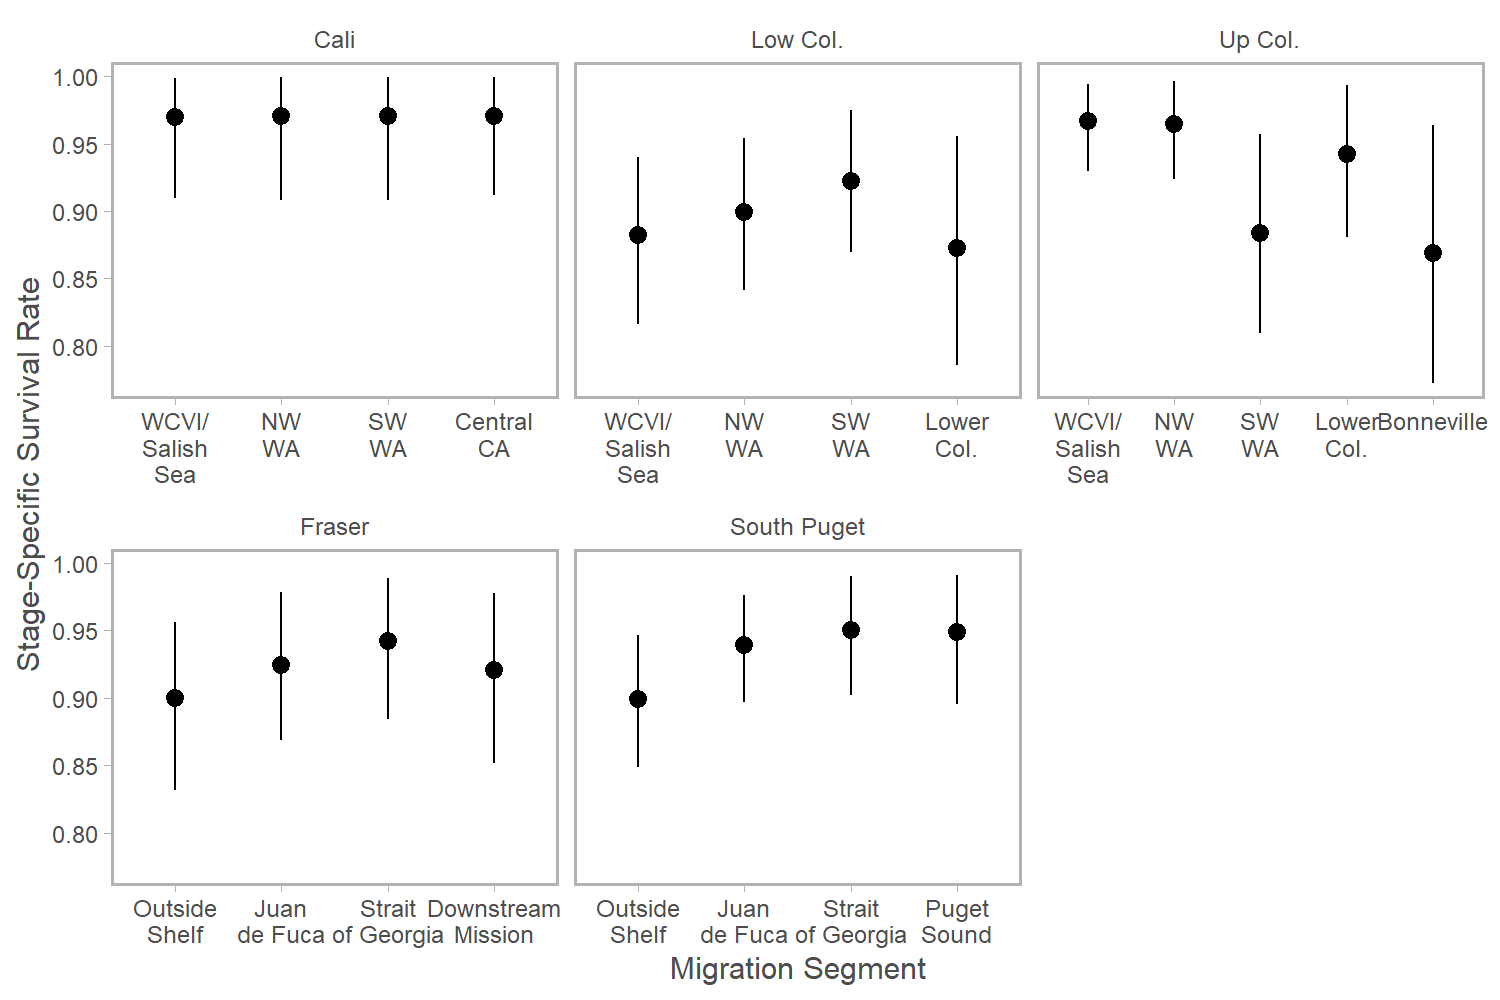 Cali
Low Col.
Up Col.
1.00
0.95
0.90
0.85
0.80
WCVI/
Salish
Sea
NW
WA
SW
WA
Central
CA
WCVI/
Salish
Sea
NW
WA
SW
WA
Lower
Col.
WCVI/
Salish
Sea
NW
WA
SW
WA
Lower
Col.
Bonneville
Stage-Specific Survival Rate
Fraser
South Puget
1.00
0.95
0.90
0.85
0.80
Outside
Shelf
Juan
de Fuca
Strait
of Georgia
Downstream
Mission
Outside
Shelf
Juan
de Fuca
Strait
of Georgia
Puget
Sound
Migration Segment